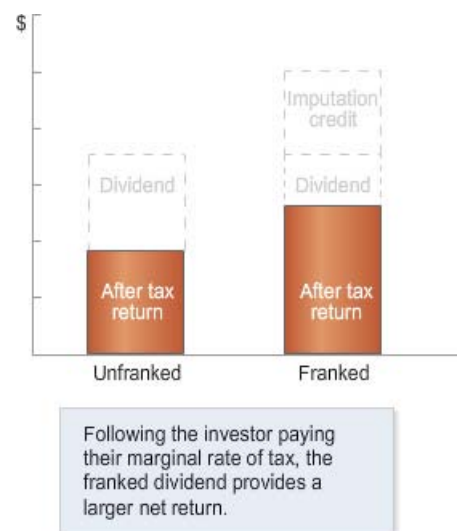 $
Imputation
credit
Dividend
Dividend
After tax
return
After tax
return
Unfranked
Franked
Following the investor paying
their marginal rate of tax, the
franked dividend provides a
larger net return.